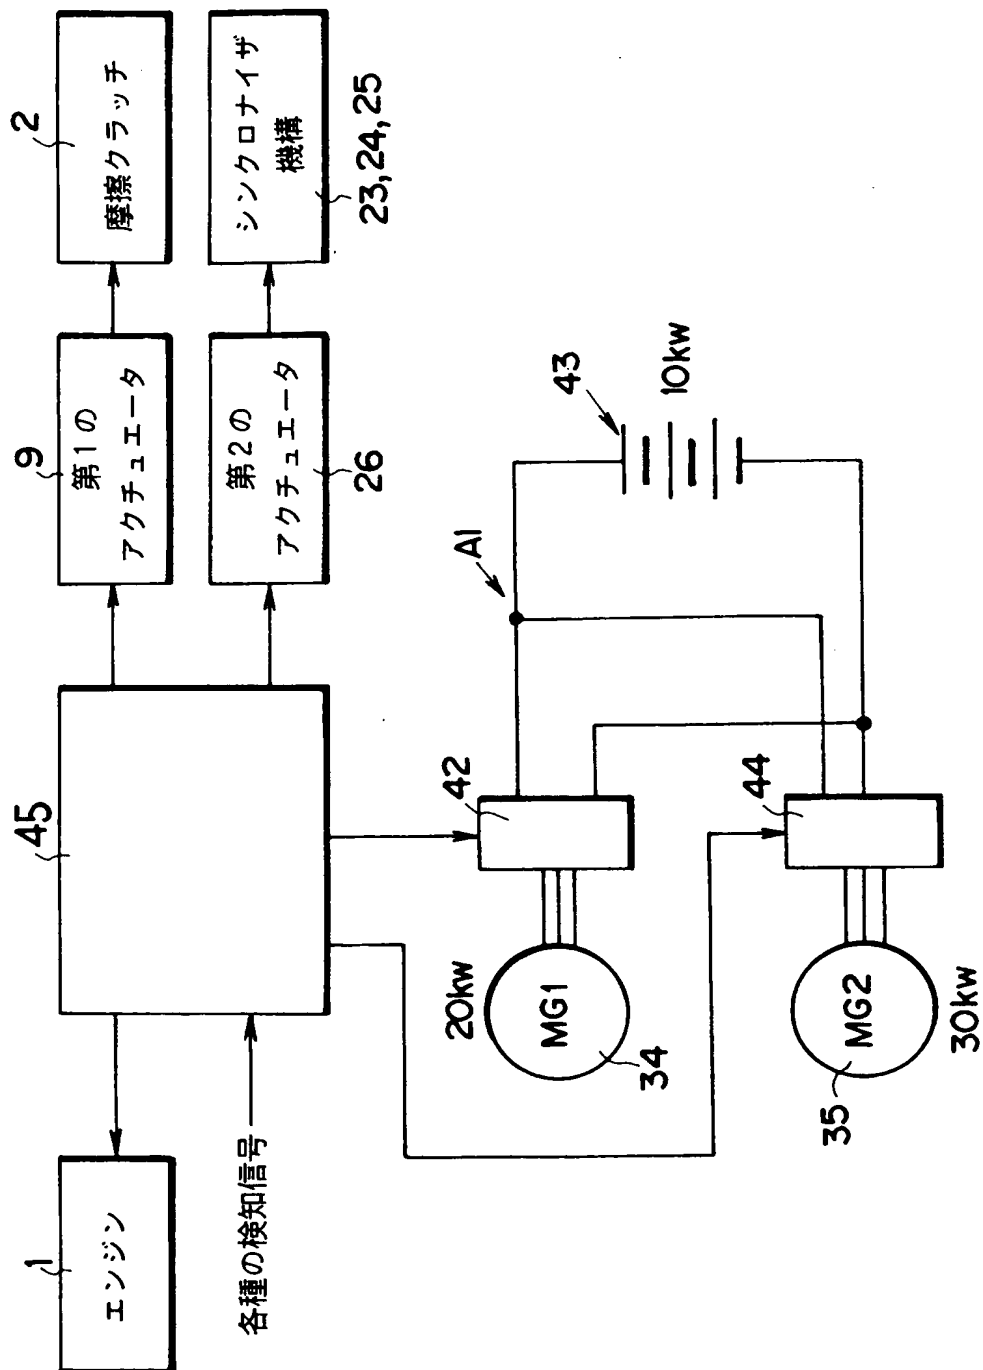 1
エンジン
各種の検知信号
45
9
第1の
アクチュエータ
2
摩擦クラッチ
第2の
アクチュエータ
26
シンクロナイザ
機構
23,24,25
20kw
MG1
34
42
A1
43
10kw
35
MG2
30kw
44